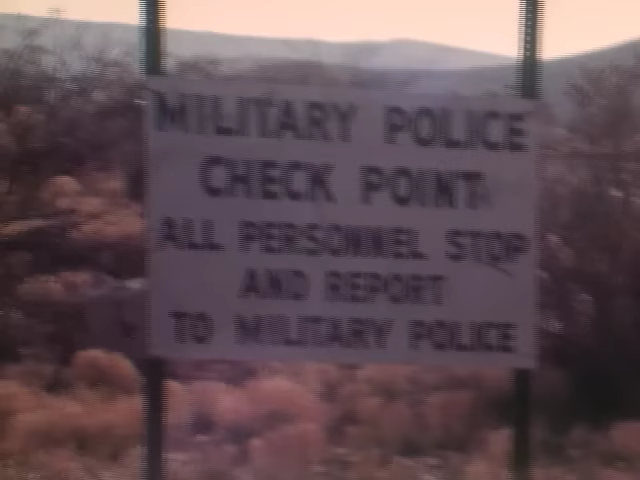 MILITARY POLICE
CHECK POINT
ALL PERSONNEL STOP
AND REPORT
TO MILITARY POLICE